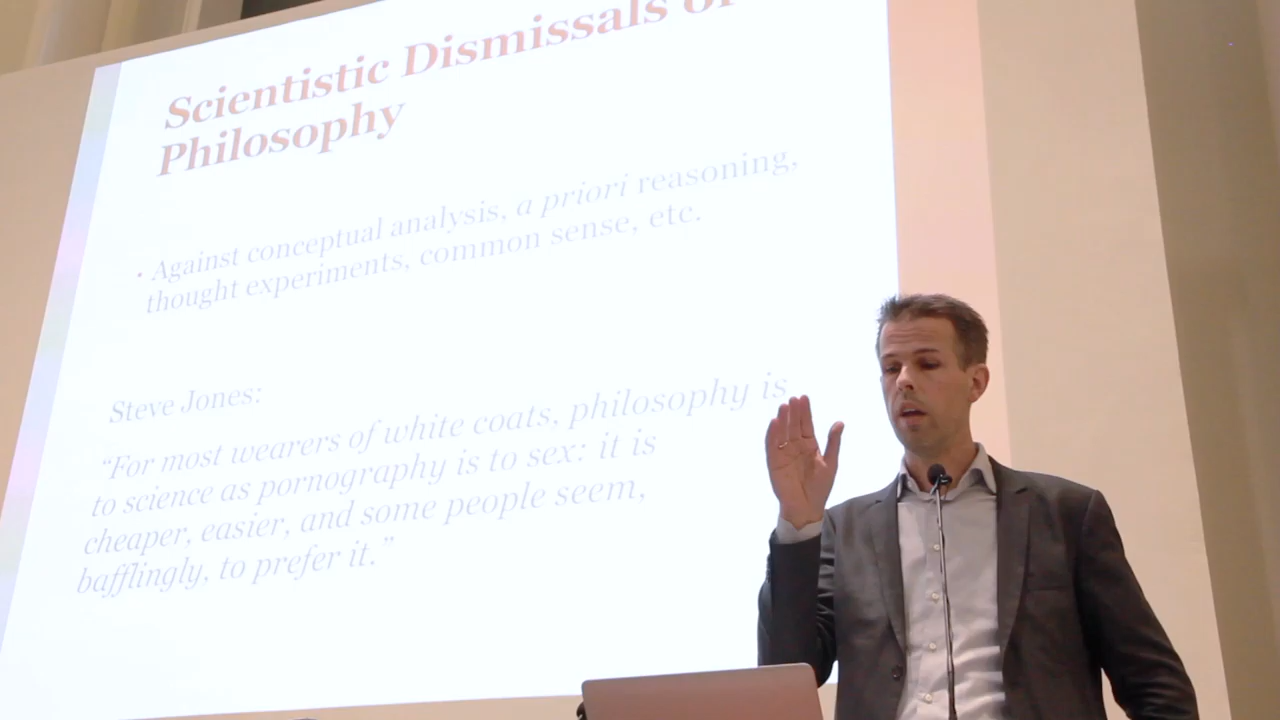 Scientistic Dismissals of
Philosophy
• Against conceptual analysis, a priori reasoning,
thought experiments, common sense, etc.
Steve Jones:
“For most wearers of white coats, philosophy is
to science as pornography is to sex: it is
cheaper, easier, and some people seem,
bafflingly, to prefer it.”